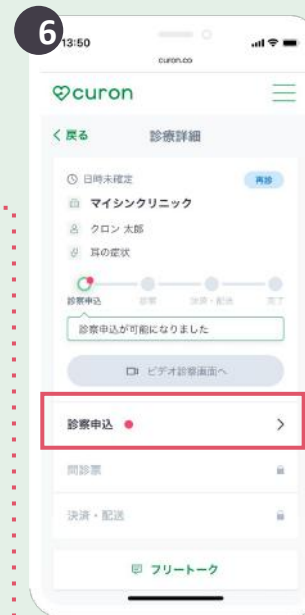 6
13:50
curon.co
curon
戻る 診療詳細
日時未確定 再診
マイシンクリニック
クロン 太郎
耳の症状
診察申込 診察 決済・配送 完了
診察申込が可能になりました
ビデオ診察画面へ
診察申込
問診票
決済・配送
フリートーク